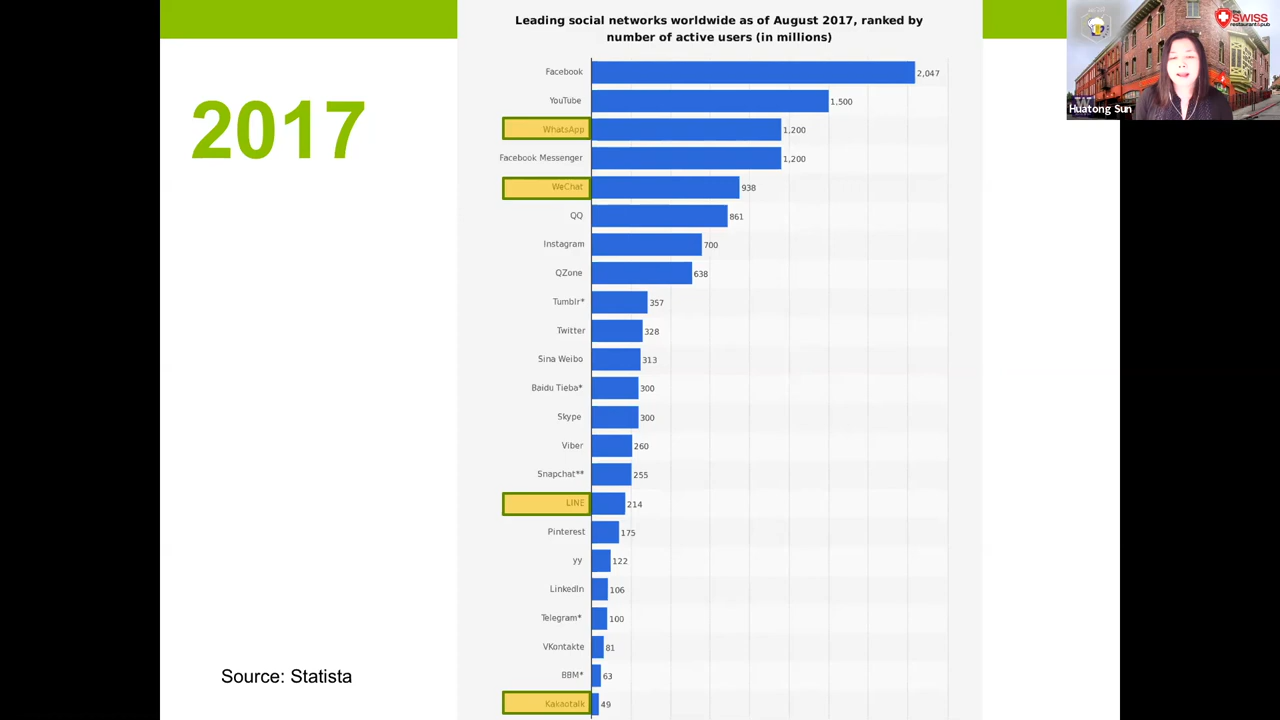 Leading social networks worldwide as of August 2017, ranked by
number of active users (in millions)
2017
Facebook 2,047
YouTube 1,500
WhatsApp 1,200
Facebook Messenger 1,200
WeChat 938
QQ 861
Instagram 700
QZone 638
Tumblr* 357
Twitter 328
Sina Weibo 313
Baidu Tieba* 300
Skype 300
Viber 260
Snapchat** 255
LINE 214
Pinterest 175
yy 122
LinkedIn 106
Telegram* 100
VKontakte 81
BBM* 63
Kakaotalk 49
Source: Statista
SWISS
restaurant&pub
Huatong Sun